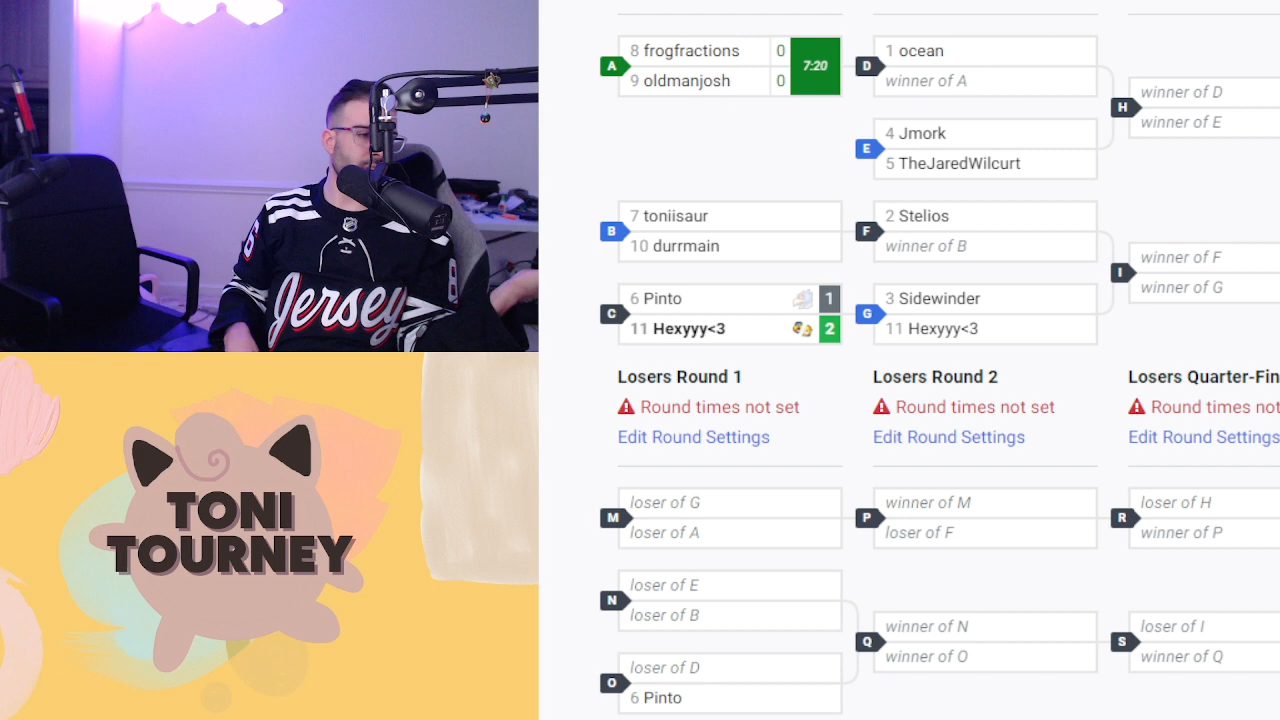 Jersey
TONI
TOURNEY
A
8 frogfractions 0
9 oldmanjosh 0
7:20
B
7 toniisaur
10 durrmain
C
6 Pinto 1
11 Hexyyy<3 2
D
1 ocean
winner of A
E
4 Jmork
5 TheJaredWilcurt
F
2 Stelios
winner of B
G
3 Sidewinder
11 Hexyyy<3
H
winner of D
winner of E
I
winner of F
winner of G
Losers Round 1
Round times not set
Edit Round Settings
Losers Round 2
Round times not set
Edit Round Settings
Losers Quarter-Fin
Round times not
Edit Round Settings
M
loser of G
loser of A
N
loser of E
loser of B
O
loser of D
6 Pinto
P
winner of M
loser of F
Q
winner of N
winner of O
R
loser of H
winner of P
S
loser of I
winner of Q